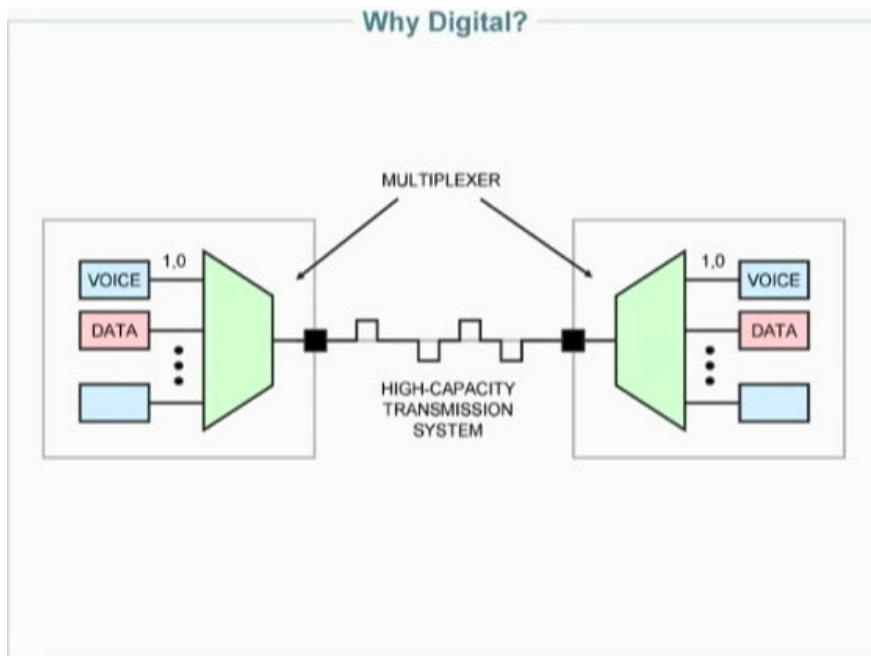 Why Digital?
MULTIPLEXER
1,0
VOICE
DATA
HIGH-CAPACITY
TRANSMISSION
SYSTEM
1,0
VOICE
DATA